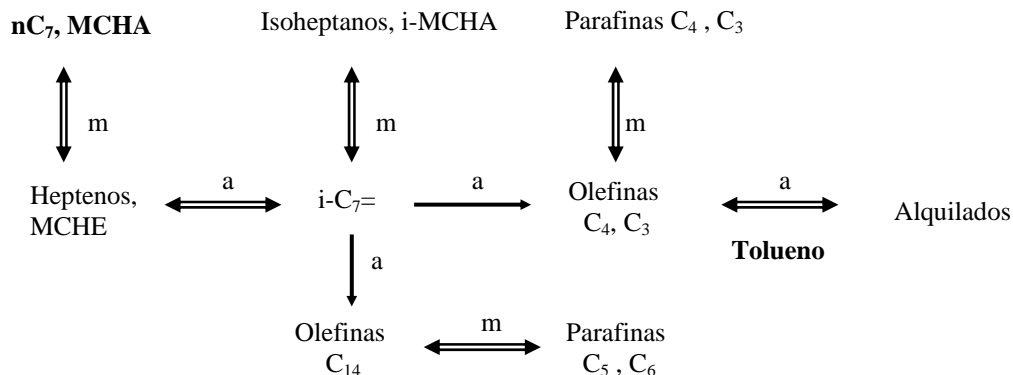 nC₇, MCHA
Isoheptanos, i-MCHA
Parafinas C₄ , C₃
m
m
m
Heptenos,
MCHE
a
i-C₇=
a
Olefinas
C₄, C₃
a
Alquilados
Tolueno
a
Olefinas
C₁₄
m
Parafinas
C₅ , C₆